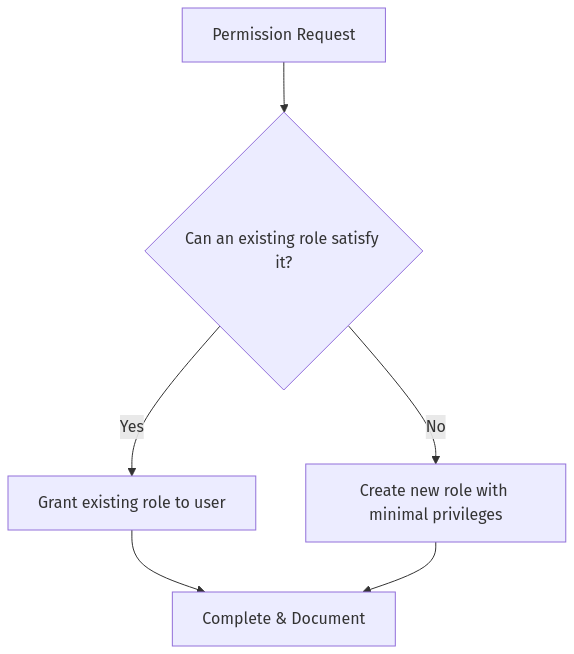 Permission Request
Can an existing role satisfy
it?
Yes
No
Grant existing role to user
Create new role with
minimal privileges
Complete & Document